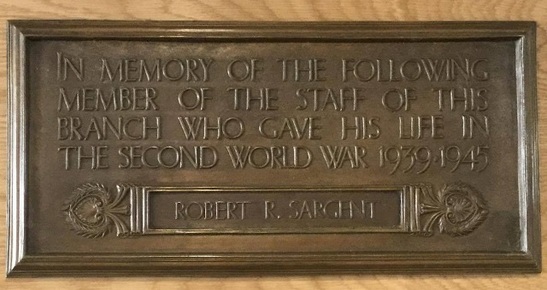 IN MEMORY OF THE FOLLOWING
MEMBER OF THE STAFF OF THIS
BRANCH WHO GAVE HIS LIFE IN
THE SECOND WORLD WAR 1939-1945
ROBERT R. SARGENT